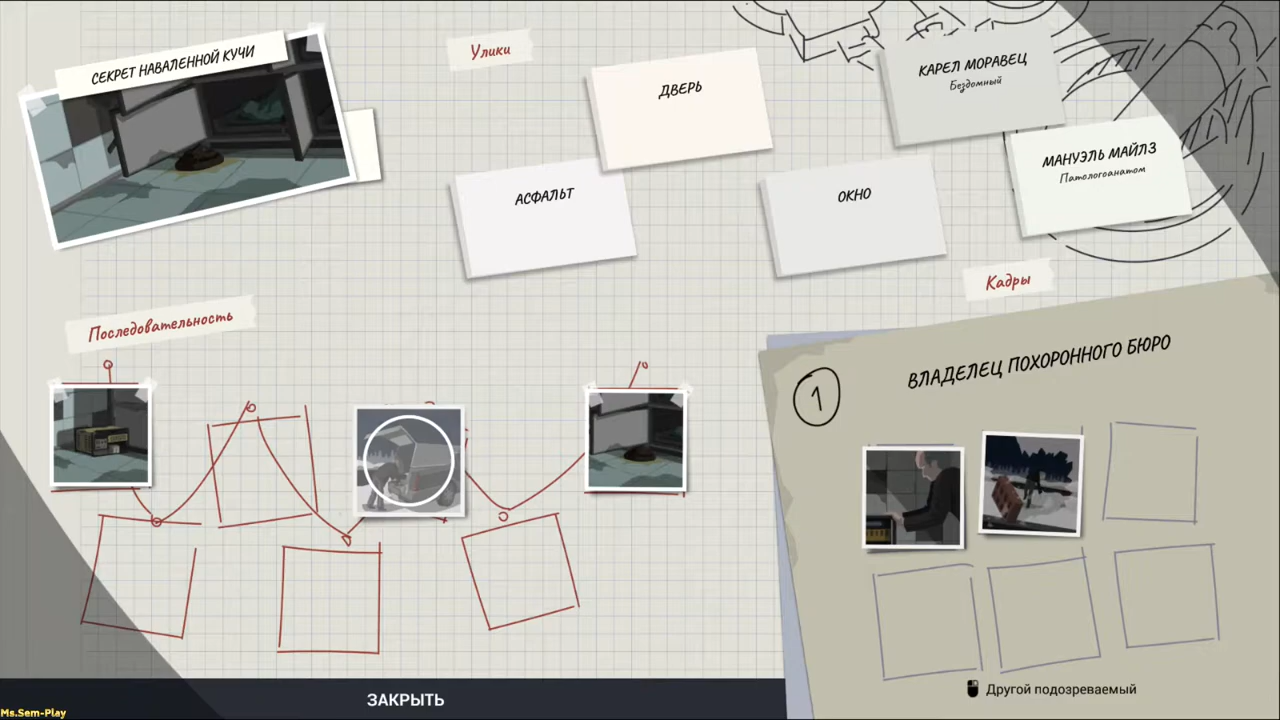 СЕКРЕТ НАВАЛЕННОЙ КУЧИ
Улики
ДВЕРЬ
КАРЕЛ МОРАВЕЦ
Бездомный
АСФАЛЬТ
ОКНО
МАНУЭЛЬ МАЙЛЗ
Патологоанатом
Кадры
Последовательность
1
ВЛАДЕЛЕЦ ПОХОРОННОГО БЮРО
Другой подозреваемый
ЗАКРЫТЬ
Ms.Sem-Play